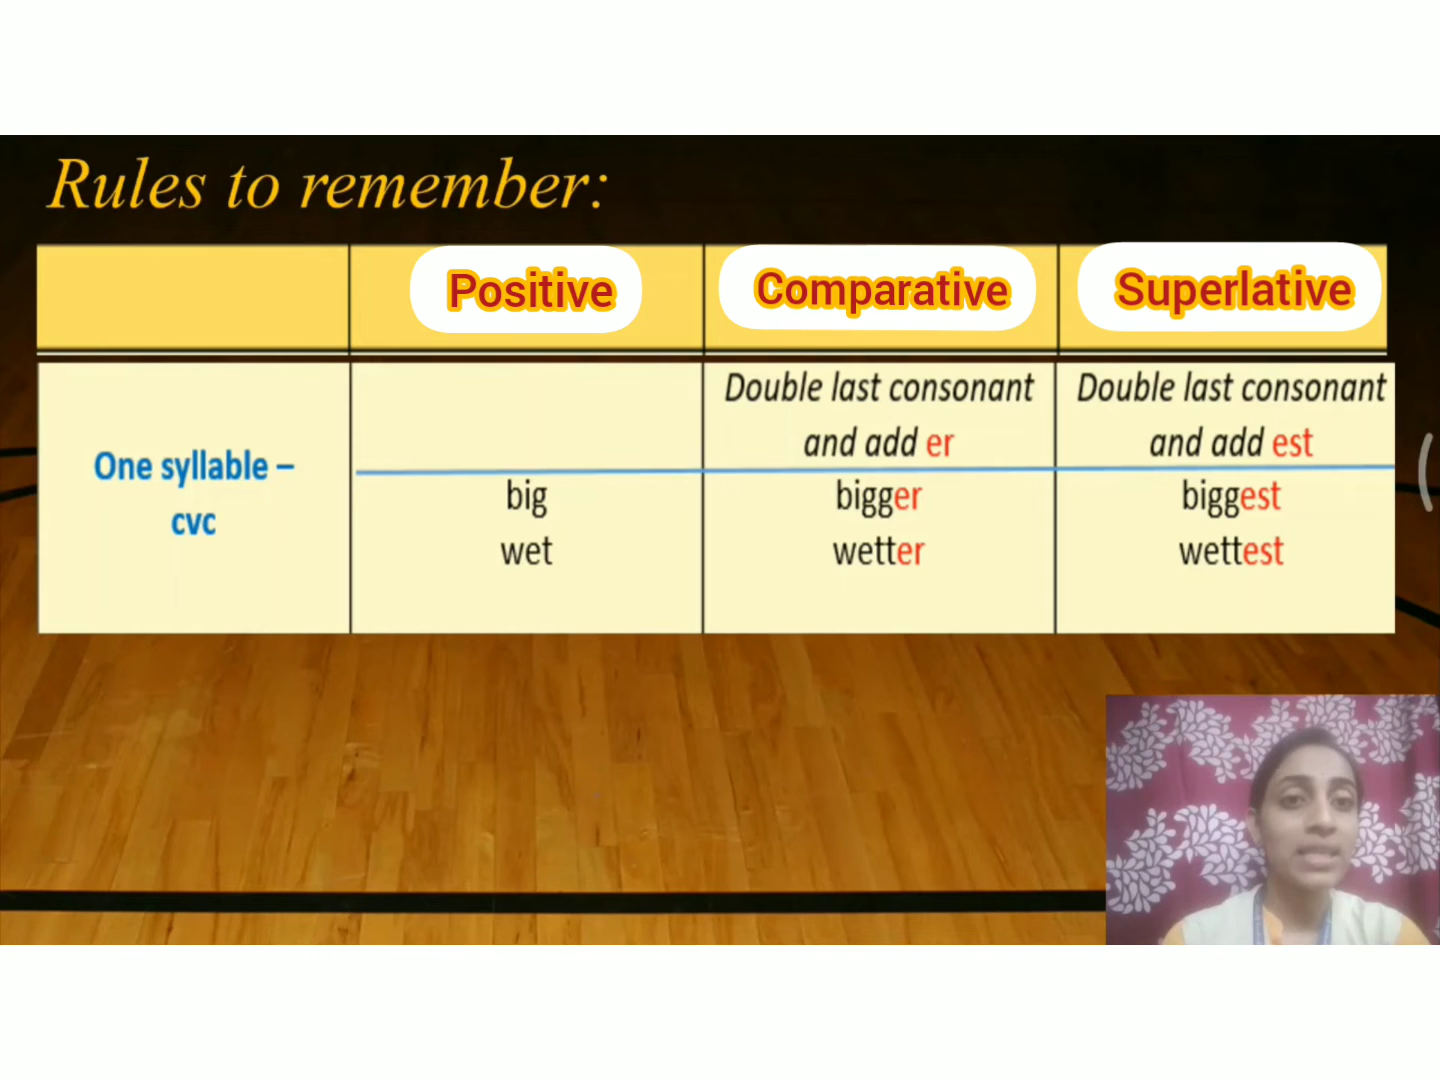 Rules to remember:
Positive Comparative Superlative
Double last consonant Double last consonant
and add er and add est
One syllable –
cvc
big bigger biggest
wet wetter wettest